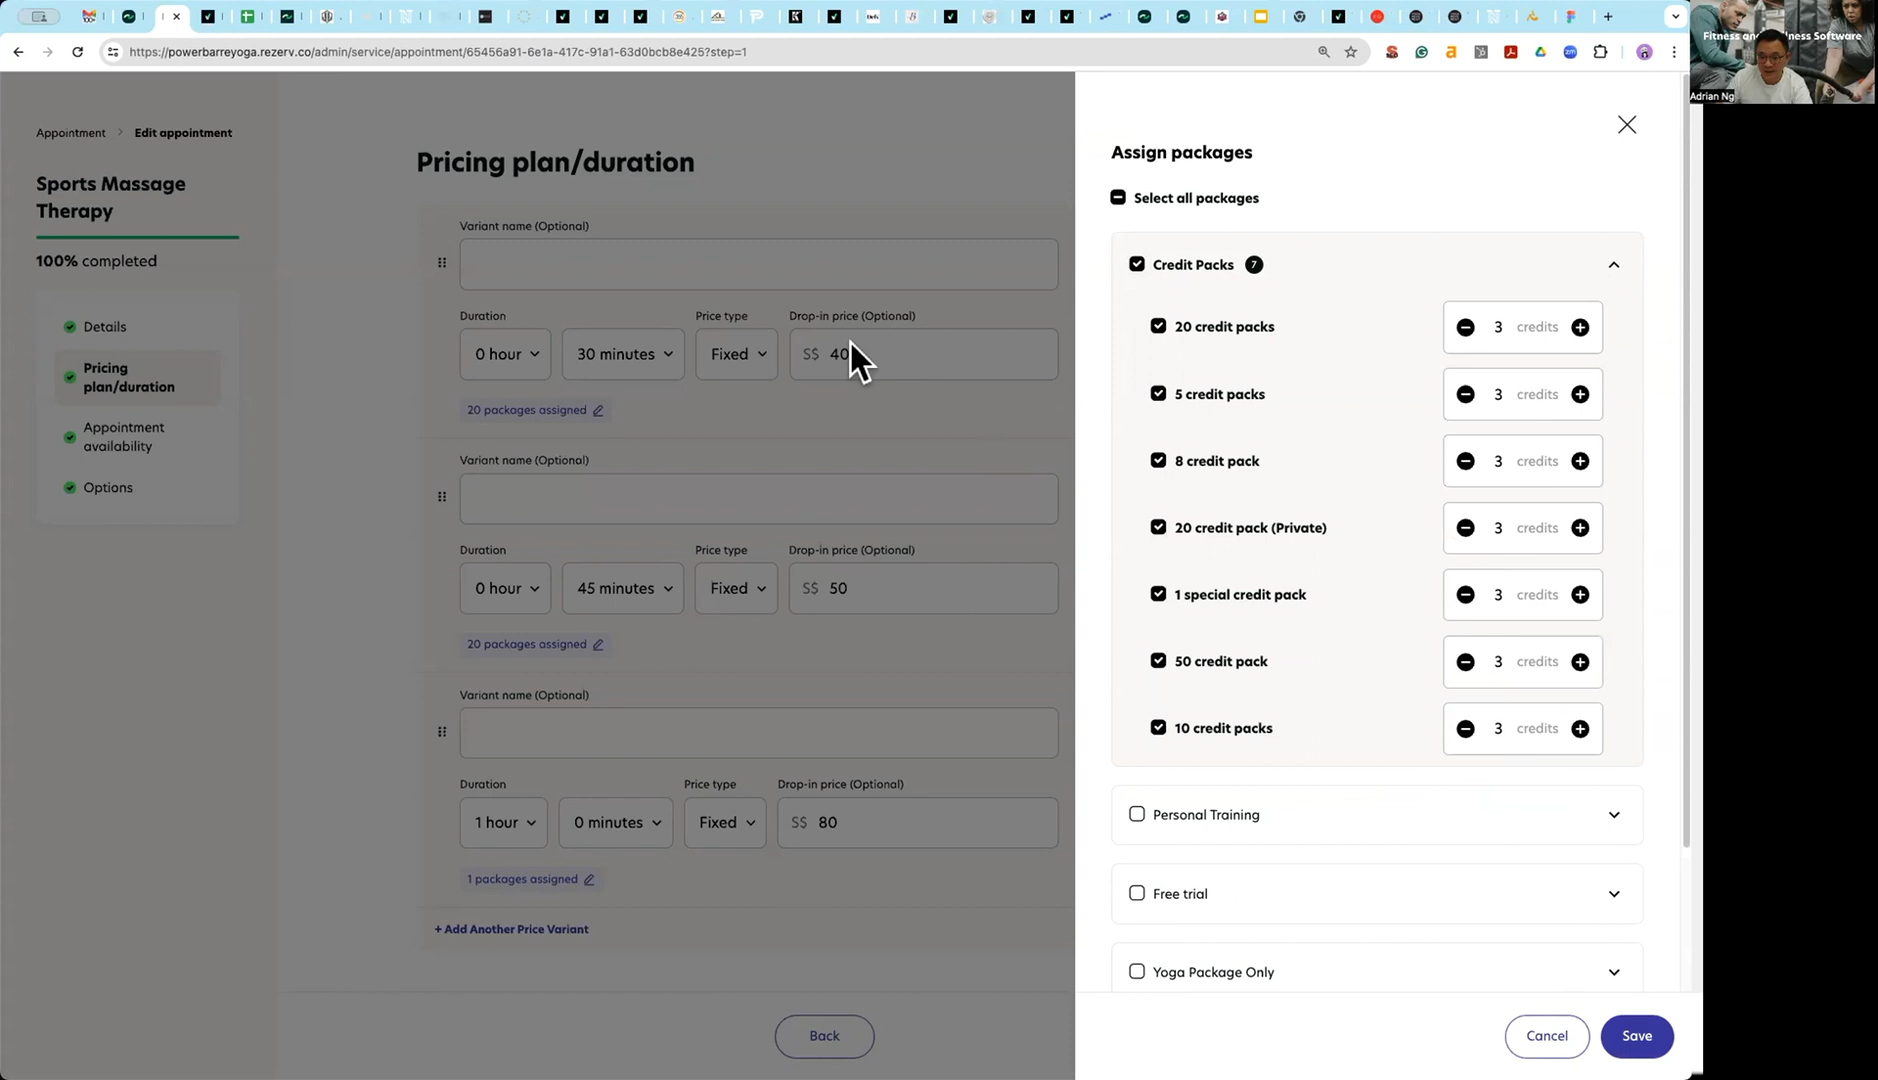 https://powerbarreyoga.rezerv.co/admin/service/appointment/65456a91-6e1a-417c-91a1-63d0bcb8e425?step=1
Fitness and Wellness Software
Adrian Ng
Appointment > Edit appointment
Sports Massage
Therapy
100% completed
Details
Pricing
plan/duration
Appointment
availability
Options
Pricing plan/duration
Variant name (Optional)
Duration Price type Drop-in price (Optional)
0 hour 30 minutes Fixed S$ 40
20 packages assigned
Variant name (Optional)
Duration Price type Drop-in price (Optional)
0 hour 45 minutes Fixed S$ 50
20 packages assigned
Variant name (Optional)
Duration Price type Drop-in price (Optional)
1 hour 0 minutes Fixed S$ 80
1 packages assigned
+ Add Another Price Variant
Back
Assign packages
Select all packages
Credit Packs 7
20 credit packs 3 credits
5 credit packs 3 credits
8 credit pack 3 credits
20 credit pack (Private) 3 credits
1 special credit pack 3 credits
50 credit pack 3 credits
10 credit packs 3 credits
Personal Training
Free trial
Yoga Package Only
Cancel Save